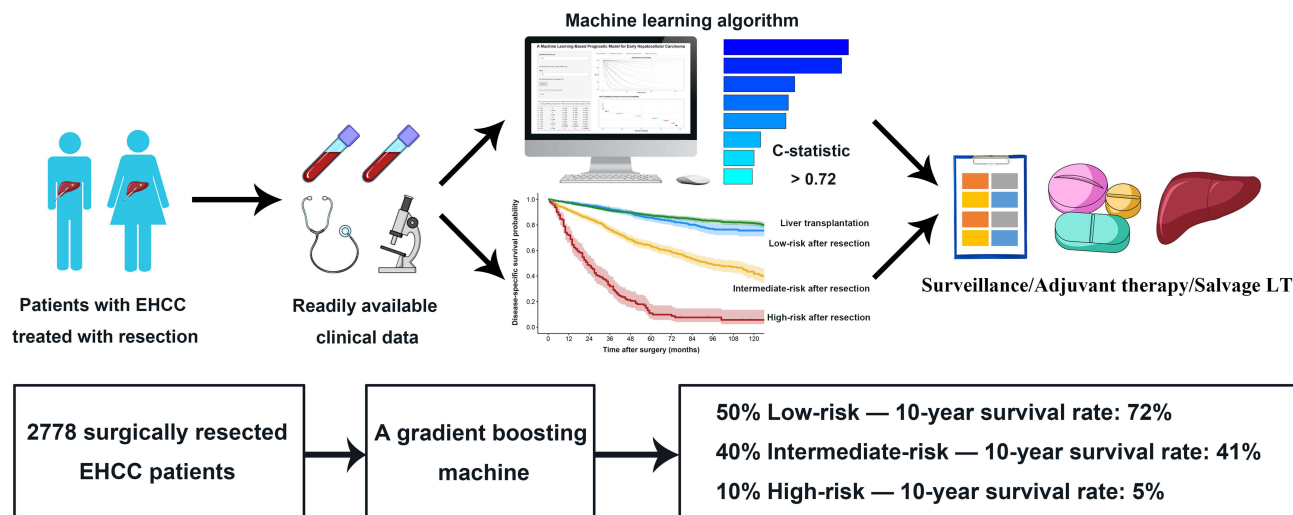 Machine learning algorithm
A Machine Learning-Based Prognostic Model for Early Hepatocellular Carcinoma
C-statistic
> 0.72
Patients with EHCC
treated with resection
Readily available
clinical data
Disease-specific survival probability
1.0
0.8
0.6
0.4
0.2
0.0
0 12 24 36 48 60 72 84 96 108 120
Time after surgery (months)
Liver transplantation
Low-risk after resection
Intermediate-risk after resection
High-risk after resection
Surveillance/Adjuvant therapy/Salvage LT
2778 surgically resected
EHCC patients
A gradient boosting
machine
50% Low-risk — 10-year survival rate: 72%
40% Intermediate-risk — 10-year survival rate: 41%
10% High-risk — 10-year survival rate: 5%